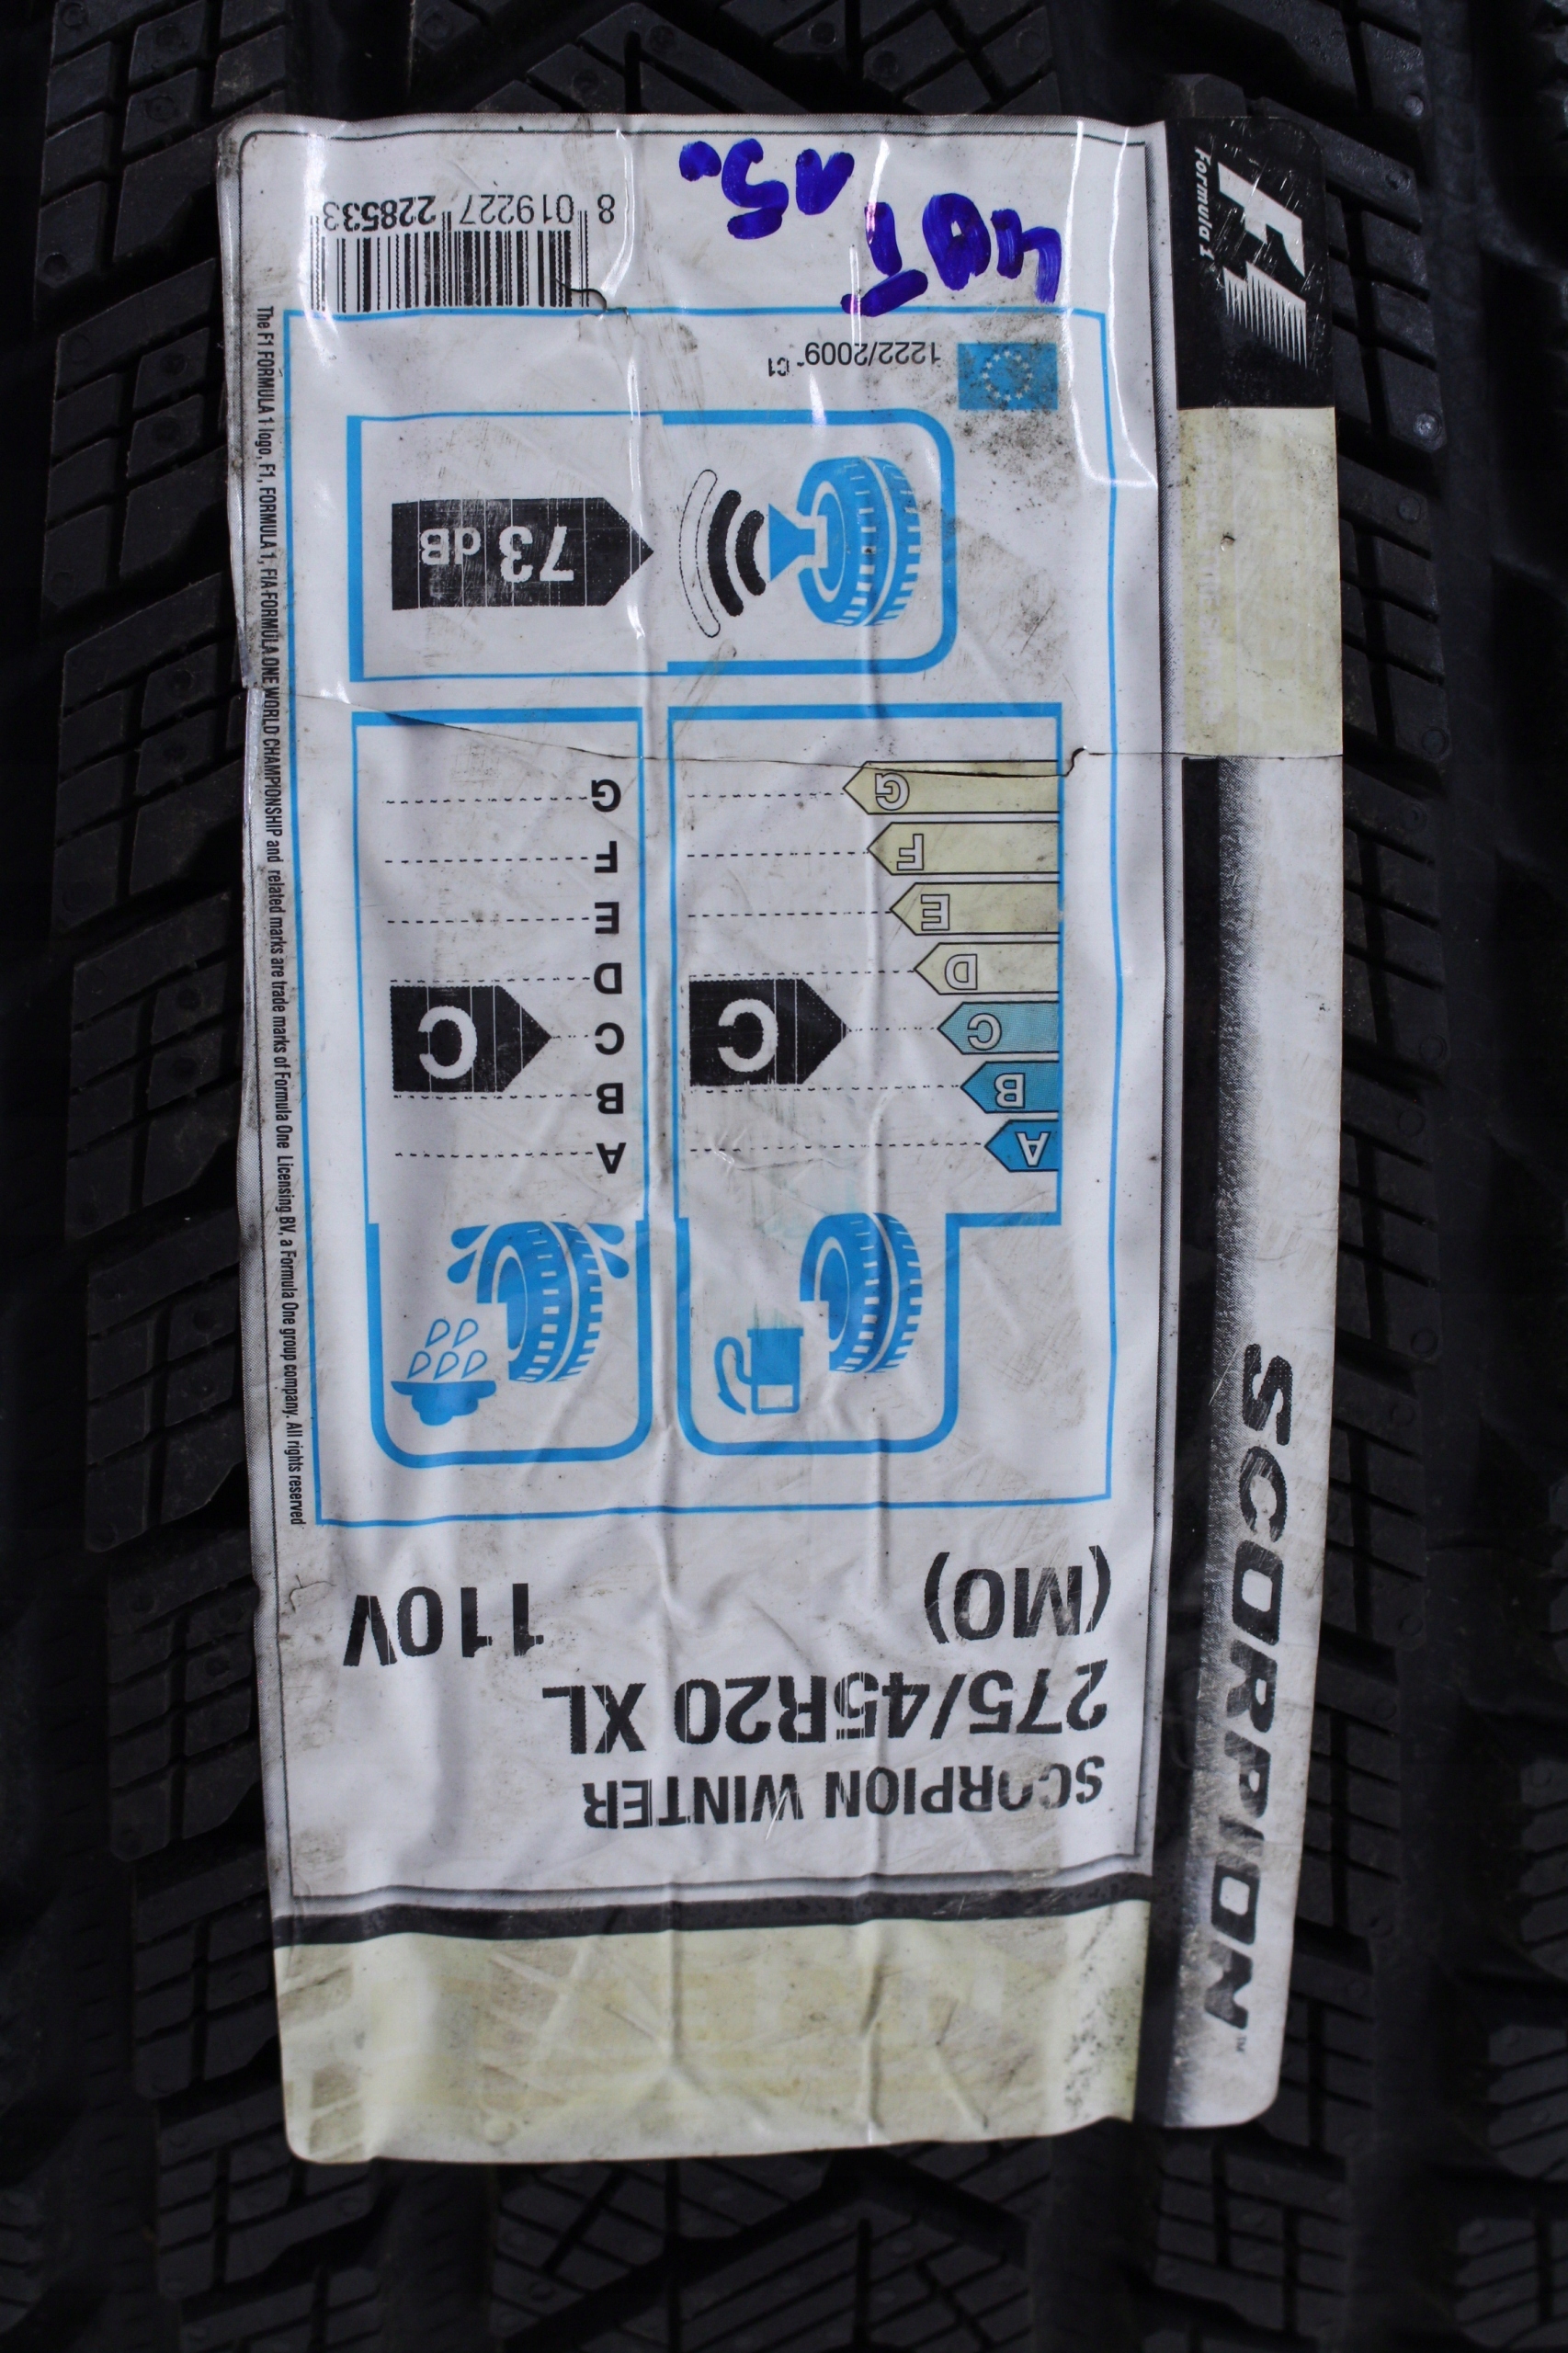 SCORPION WINTER
275/45R20 XL
(MO) 110V
A
B
C
D
E
F
G
C
A
B
C
D
E
F
G
C
73 dB
1222/2009 - C1
8 019227 228533
SCORPION™
Formula 1
The F1 FORMULA 1 logo, F1, FORMULA 1, FIA FORMULA ONE WORLD CHAMPIONSHIP and related marks are trade marks of Formula One Licensing BV, a Formula One group company. All rights reserved